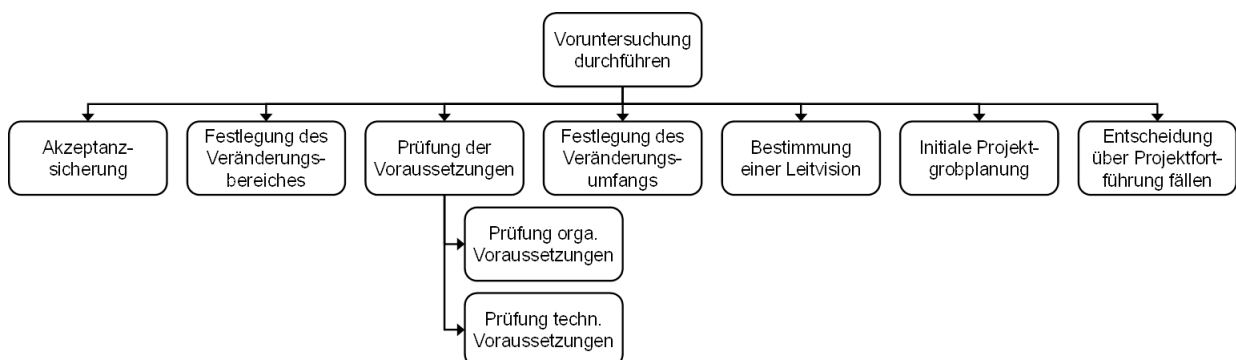 Voruntersuchung
durchführen
Akzeptanz-
sicherung
Festlegung des
Veränderungs-
bereiches
Prüfung der
Voraussetzungen
Festlegung des
Veränderungs-
umfangs
Bestimmung
einer Leitvision
Initiale Projekt-
grobplanung
Entscheidung
über Projektfort-
führung fällen
Prüfung orga.
Voraussetzungen
Prüfung techn.
Voraussetzungen